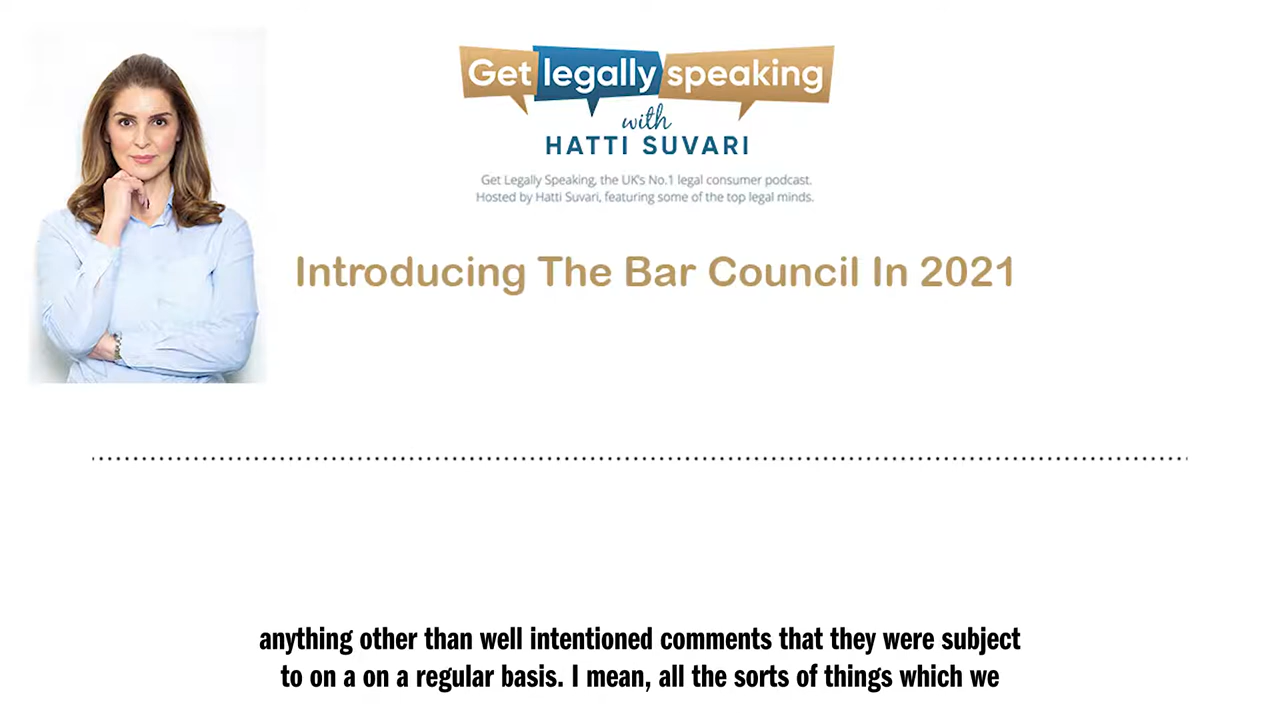 Get legally speaking
with
HATTI SUVARI
Get Legally Speaking, the UK's No.1 legal consumer podcast.
Hosted by Hatti Suvari, featuring some of the top legal minds.
Introducing The Bar Council In 2021
anything other than well intentioned comments that they were subject
to on a on a regular basis. I mean, all the sorts of things which we